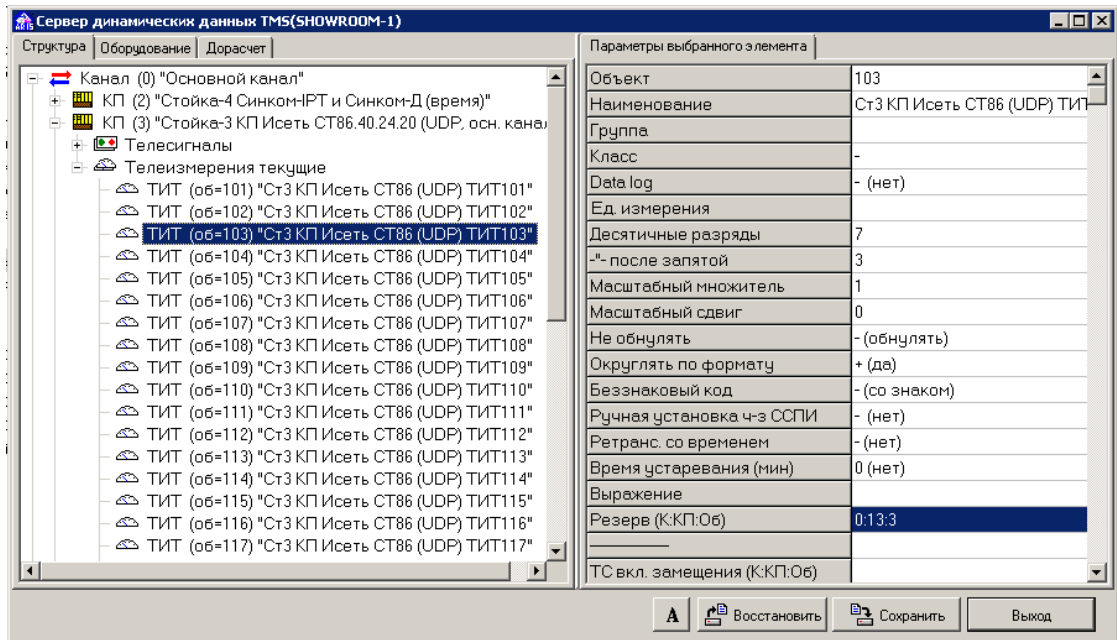 Сервер динамических данных TMS(SHOWROOM-1)
Структура Оборудование Дорасчет
Канал (0) "Основной канал"
КП (2) "Стойка-4 Синком-IPT и Синком-Д (время)"
КП (3) "Стойка-3 КП Исеть СТ86.40.24.20 (UDP, осн. кана
Телесигналы
Телеизмерения текущие
ТИТ (об=101) "Ст3 КП Исеть СТ86 (UDP) ТИТ101"
ТИТ (об=102) "Ст3 КП Исеть СТ86 (UDP) ТИТ102"
ТИТ (об=103) "Ст3 КП Исеть СТ86 (UDP) ТИТ103"
ТИТ (об=104) "Ст3 КП Исеть СТ86 (UDP) ТИТ104"
ТИТ (об=105) "Ст3 КП Исеть СТ86 (UDP) ТИТ105"
ТИТ (об=106) "Ст3 КП Исеть СТ86 (UDP) ТИТ106"
ТИТ (об=107) "Ст3 КП Исеть СТ86 (UDP) ТИТ107"
ТИТ (об=108) "Ст3 КП Исеть СТ86 (UDP) ТИТ108"
ТИТ (об=109) "Ст3 КП Исеть СТ86 (UDP) ТИТ109"
ТИТ (об=110) "Ст3 КП Исеть СТ86 (UDP) ТИТ110"
ТИТ (об=111) "Ст3 КП Исеть СТ86 (UDP) ТИТ111"
ТИТ (об=112) "Ст3 КП Исеть СТ86 (UDP) ТИТ112"
ТИТ (об=113) "Ст3 КП Исеть СТ86 (UDP) ТИТ113"
ТИТ (об=114) "Ст3 КП Исеть СТ86 (UDP) ТИТ114"
ТИТ (об=115) "Ст3 КП Исеть СТ86 (UDP) ТИТ115"
ТИТ (об=116) "Ст3 КП Исеть СТ86 (UDP) ТИТ116"
ТИТ (об=117) "Ст3 КП Исеть СТ86 (UDP) ТИТ117"
Параметры выбранного элемента
Объект 103
Наименование Ст3 КП Исеть СТ86 (UDP) ТИТ
Группа
Класс -
Data log - (нет)
Ед. измерения
Десятичные разряды 7
-"- после запятой 3
Масштабный множитель 1
Масштабный сдвиг 0
Не обнулять - (обнулять)
Округлять по формату + (да)
Беззнаковый код - (со знаком)
Ручная установка ч-з ССПИ - (нет)
Ретранс. со временем - (нет)
Время устаревания (мин) 0 (нет)
Выражение
Резерв (К:КП:Об) 0:13:3
ТС вкл. замещения (К:КП:Об)
A Восстановить Сохранить Выход